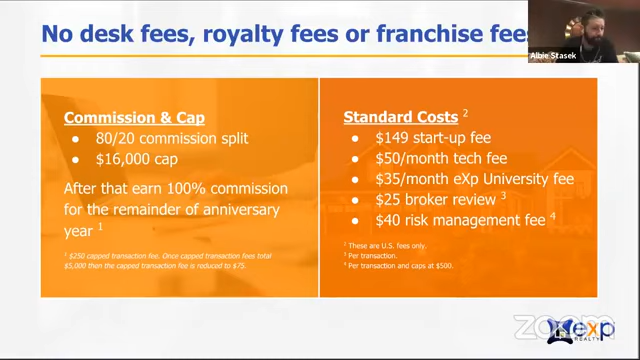 No desk fees, royalty fees or franchise fees
Albie Stasek
Commission & Cap
● 80/20 commission split
● $16,000 cap
After that earn 100% commission
for the remainder of anniversary
year 1
1 $250 capped transaction fee. Once capped transaction fees total
$5,000 then the capped transaction fee is reduced to $75.
Standard Costs 2
● $149 start-up fee
● $50/month tech fee
● $35/month eXp University fee
● $25 broker review 3
● $40 risk management fee 4
2 These are U.S. fees only.
3 Per transaction.
4 Per transaction and caps at $500.
zoom
exp
REALTY